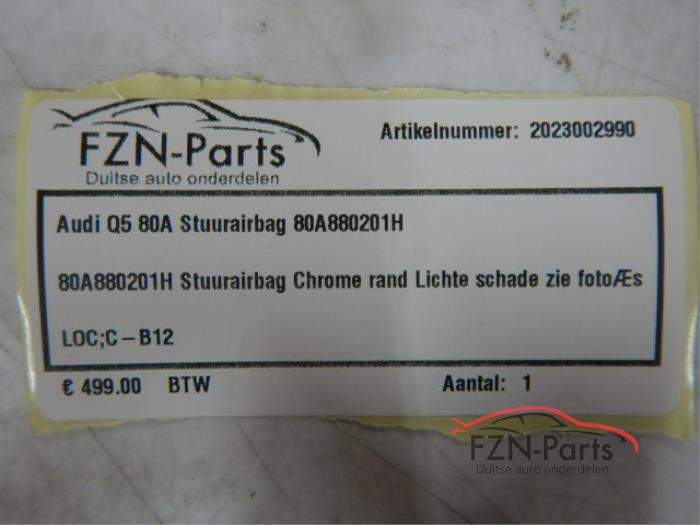 FZN-Parts
Duitse auto onderdelen
Artikelnummer: 2023002990
Audi Q5 80A Stuurairbag 80A880201H
80A880201H Stuurairbag Chrome rand Lichte schade zie fotoÆs
LOC;C-B12
€ 499.00 BTW Aantal: 1
FZN-Parts
Duitse auto onderdelen